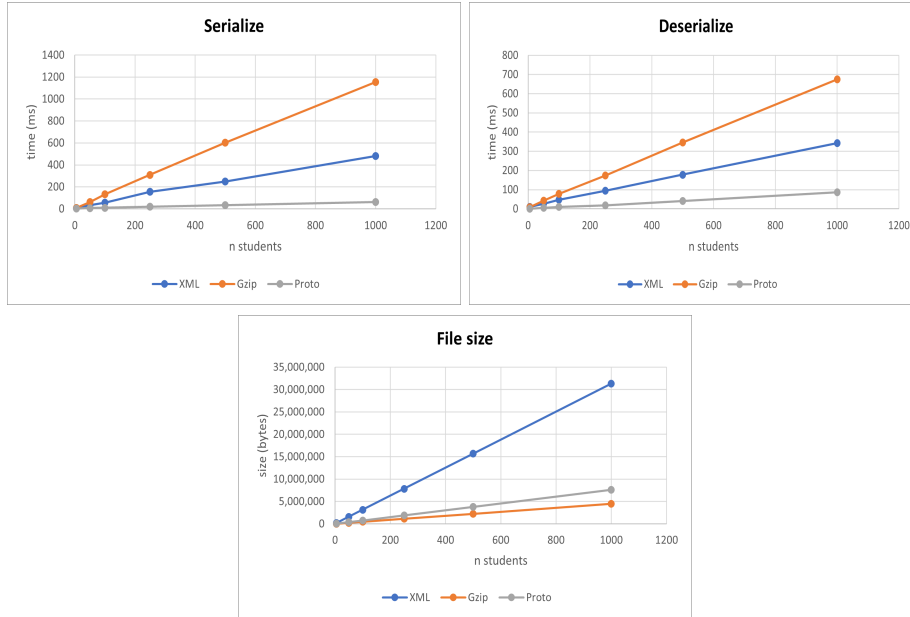 Serialize
1400
1200
1000
800
600
400
200
0
time (ms)
0 200 400 600 800 1000 1200
n students
XML Gzip Proto
Deserialize
800
700
600
500
400
300
200
100
0
time (ms)
0 200 400 600 800 1000 1200
n students
XML Gzip Proto
File size
35,000,000
30,000,000
25,000,000
20,000,000
15,000,000
10,000,000
5,000,000
0
size (bytes)
0 200 400 600 800 1000 1200
n students
XML Gzip Proto